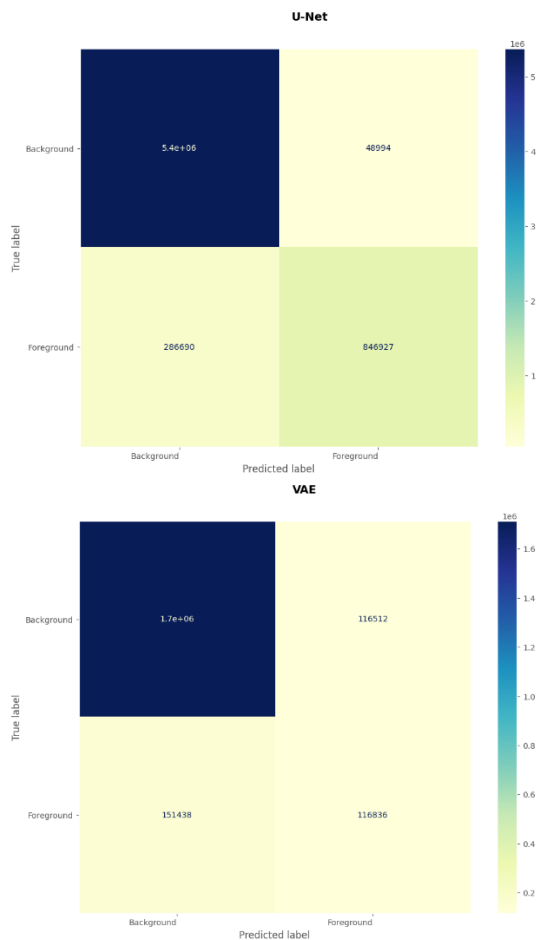 U-Net
1e6
Background
5.4e+06
48994
5
4
True label
3
2
Foreground
286690
846927
1
Background
Foreground
Predicted label
VAE
1e6
1.6
Background
1.7e+06
116512
1.4
1.2
True label
1.0
0.8
0.6
Foreground
151438
116836
0.4
0.2
Background
Foreground
Predicted label